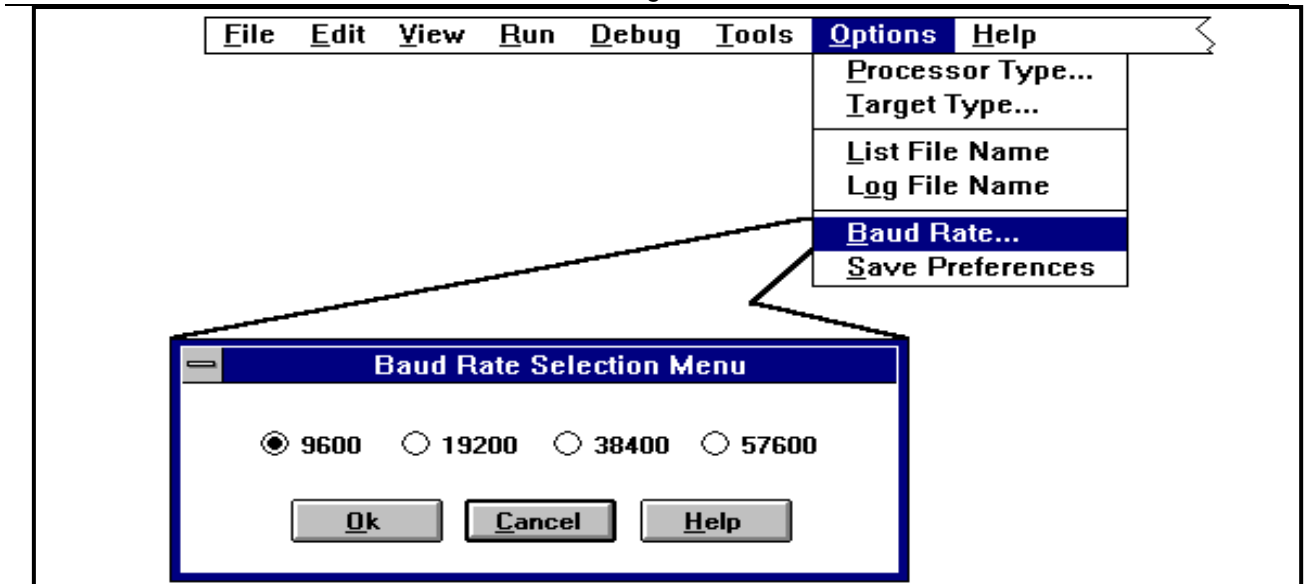 File Edit View Run Debug Tools Options Help
Processor Type...
Target Type...
List File Name
Log File Name
Baud Rate...
Save Preferences
Baud Rate Selection Menu
9600 19200 38400 57600
Ok Cancel Help